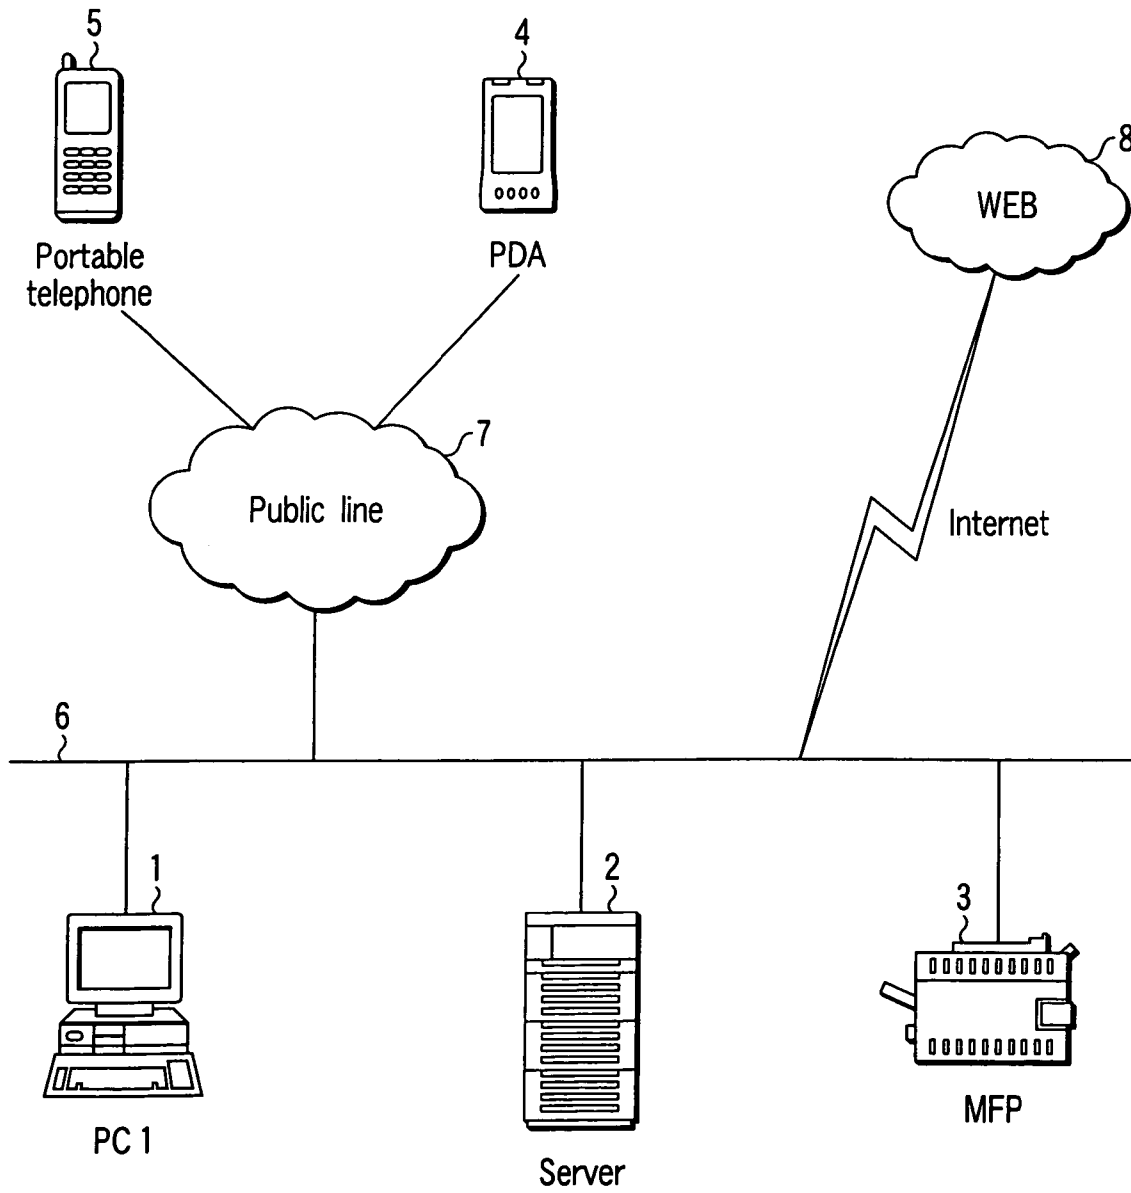 5
4
8
WEB
Portable
telephone
PDA
7
Public line
Internet
6
1
2
3
PC 1
Server
MFP